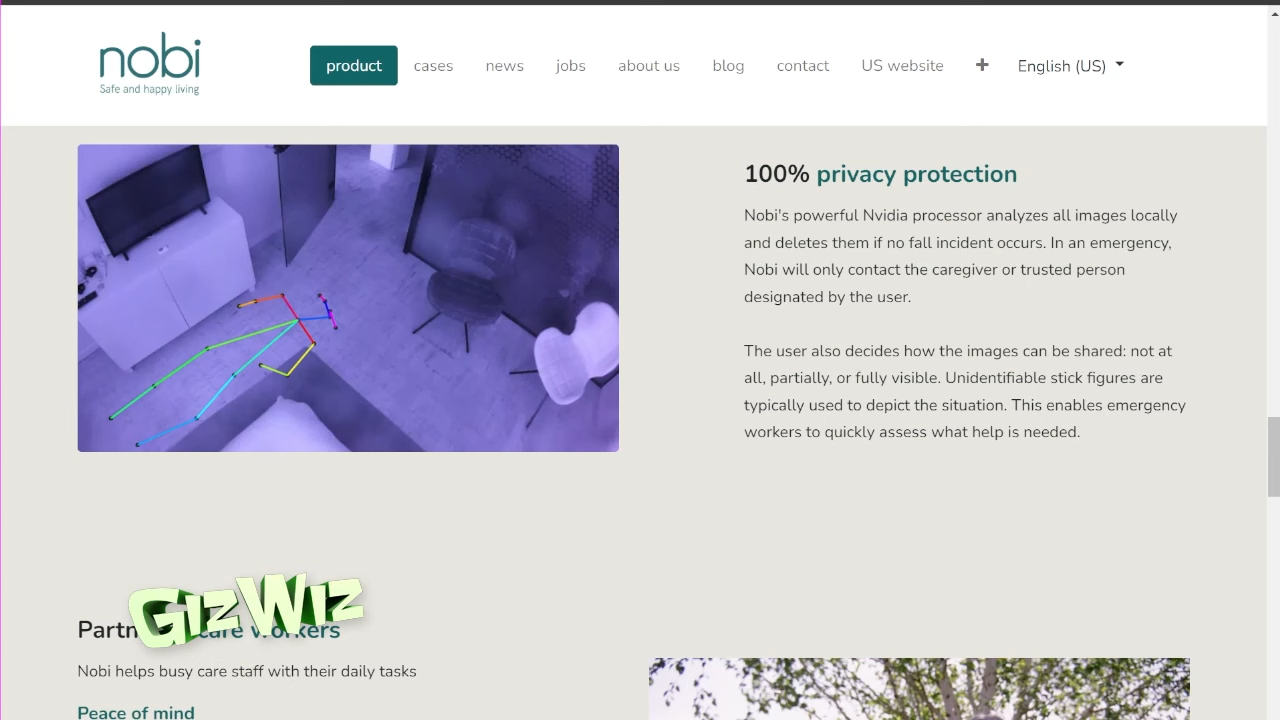 nobi
Safe and happy living
product cases news jobs about us blog contact US website + English (US)
100% privacy protection
Nobi's powerful Nvidia processor analyzes all images locally
and deletes them if no fall incident occurs. In an emergency,
Nobi will only contact the caregiver or trusted person
designated by the user.
The user also decides how the images can be shared: not at
all, partially, or fully visible. Unidentifiable stick figures are
typically used to depict the situation. This enables emergency
workers to quickly assess what help is needed.
GizWiz
Partn care workers
Nobi helps busy care staff with their daily tasks
Peace of mind